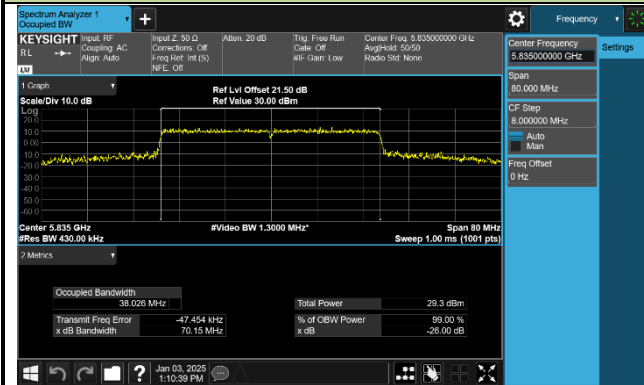 Spectrum Analyzer 1
Occupied BW
+
Frequency
KEYSIGHT
RL
LXI
Input: RF
Coupling: AC
Align: Auto
Input Z: 50 Ω
Corrections: Off
Freq Ref: Int (S)
NFE: Off
Atten: 20 dB
Trig: Free Run
Gate: Off
#IF Gain: Low
Center Freq: 5.835000000 GHz
Avg|Hold: 50/50
Radio Std: None
Center Frequency
5.835000000 GHz
Settings
Span
80.000 MHz
CF Step
8.000000 MHz
Auto
Man
Freq Offset
0 Hz
1 Graph
Scale/Div 10.0 dB
Ref Lvl Offset 21.50 dB
Ref Value 30.00 dBm
Log
20.0
10.0
0.00
-10.0
-20.0
-30.0
-40.0
-50.0
-60.0
Center 5.835 GHz
#Video BW 1.3000 MHz*
Span 80 MHz
#Res BW 430.00 kHz
Sweep 1.00 ms (1001 pts)
2 Metrics
Occupied Bandwidth
38.026 MHz
Total Power 29.3 dBm
Transmit Freq Error -47.454 kHz
% of OBW Power 99.00 %
x dB Bandwidth 70.15 MHz
x dB -26.00 dB
?
Jan 03, 2025
1:10:39 PM